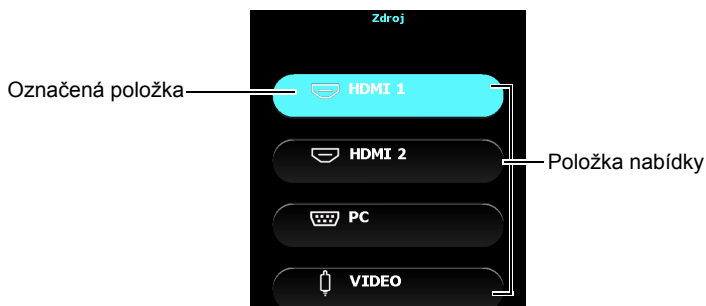 Zdroj
HDMI 1
Označená položka
HDMI 2
Položka nabídky
PC
VIDEO